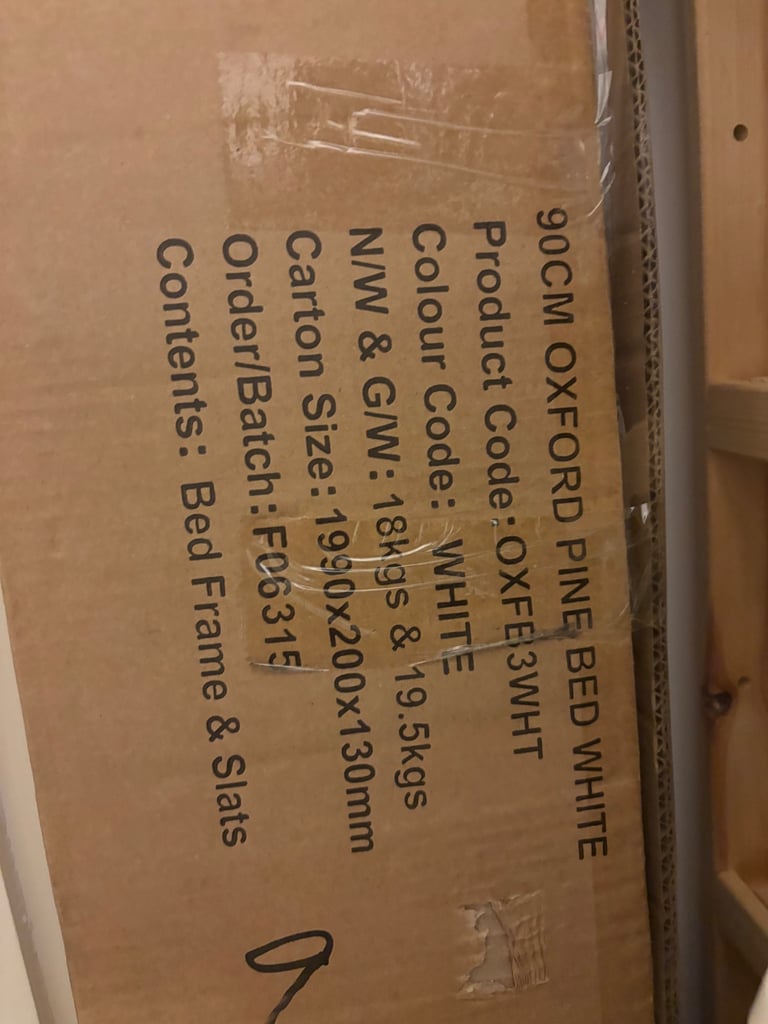 90CM OXFORD PINE BED WHITE
Product Code:OXFB3WHT
Colour Code: WHITE
N/W & G/W: 18kgs & 19.5kgs
Carton Size: 1990x200x130mm
Order/Batch:F06315
Contents: Bed Frame & Slats